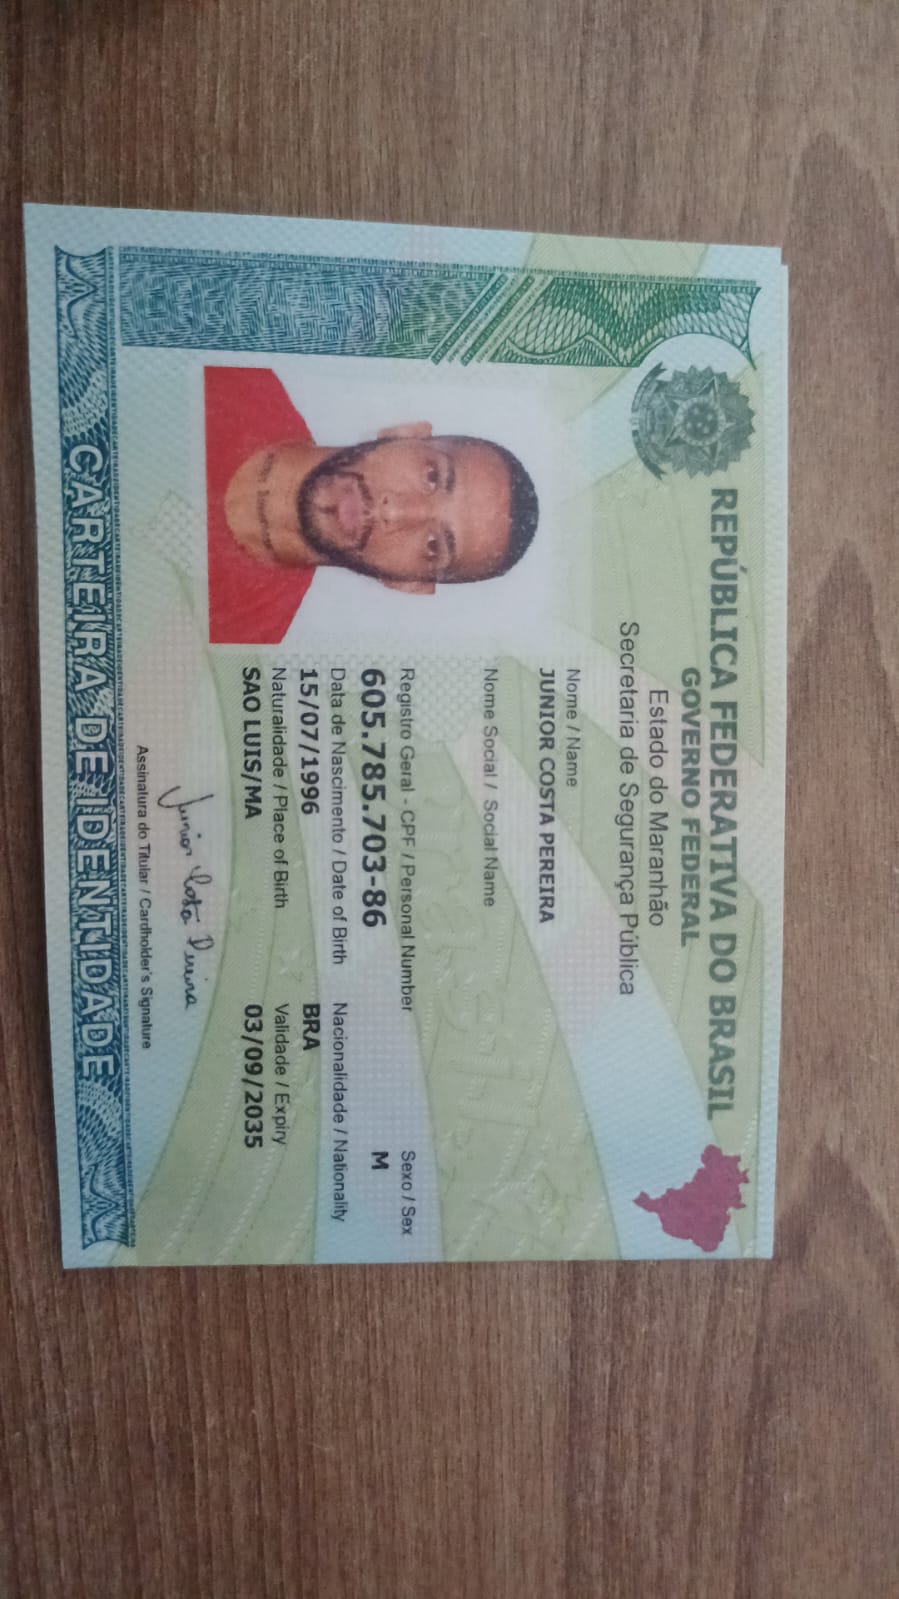 REPÚBLICA FEDERATIVA DO BRASIL
GOVERNO FEDERAL
Estado do Maranhão
Secretaria de Segurança Pública
Nome / Name
JUNIOR COSTA PEREIRA
Nome Social / Social Name
Registro Geral - CPF / Personal Number
Sexo / Sex
605.785.703-86
M
Data de Nascimento / Date of Birth
Nacionalidade / Nationality
15/07/1996
BRA
Naturalidade / Place of Birth
Validade / Expiry
SAO LUIS/MA
03/09/2035
Junior Costa Pereira
Assinatura do Titular / Cardholder's Signature
CARTEIRA DE IDENTIDADE